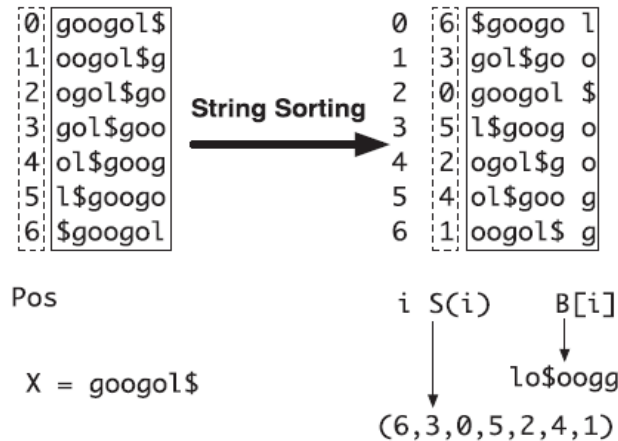 0 googol$ 0 6 $googo l
1 oogol$g 1 3 gol$go o
2 ogol$go 2 0 googol $
3 gol$goo 3 5 l$goog o
4 ol$goog 4 2 ogol$g o
5 l$googo 5 4 ol$goo g
6 $googol 6 1 oogol$ g
String Sorting
Pos i S(i) B[i]
X = googol$ lo$oogg
(6,3,0,5,2,4,1)